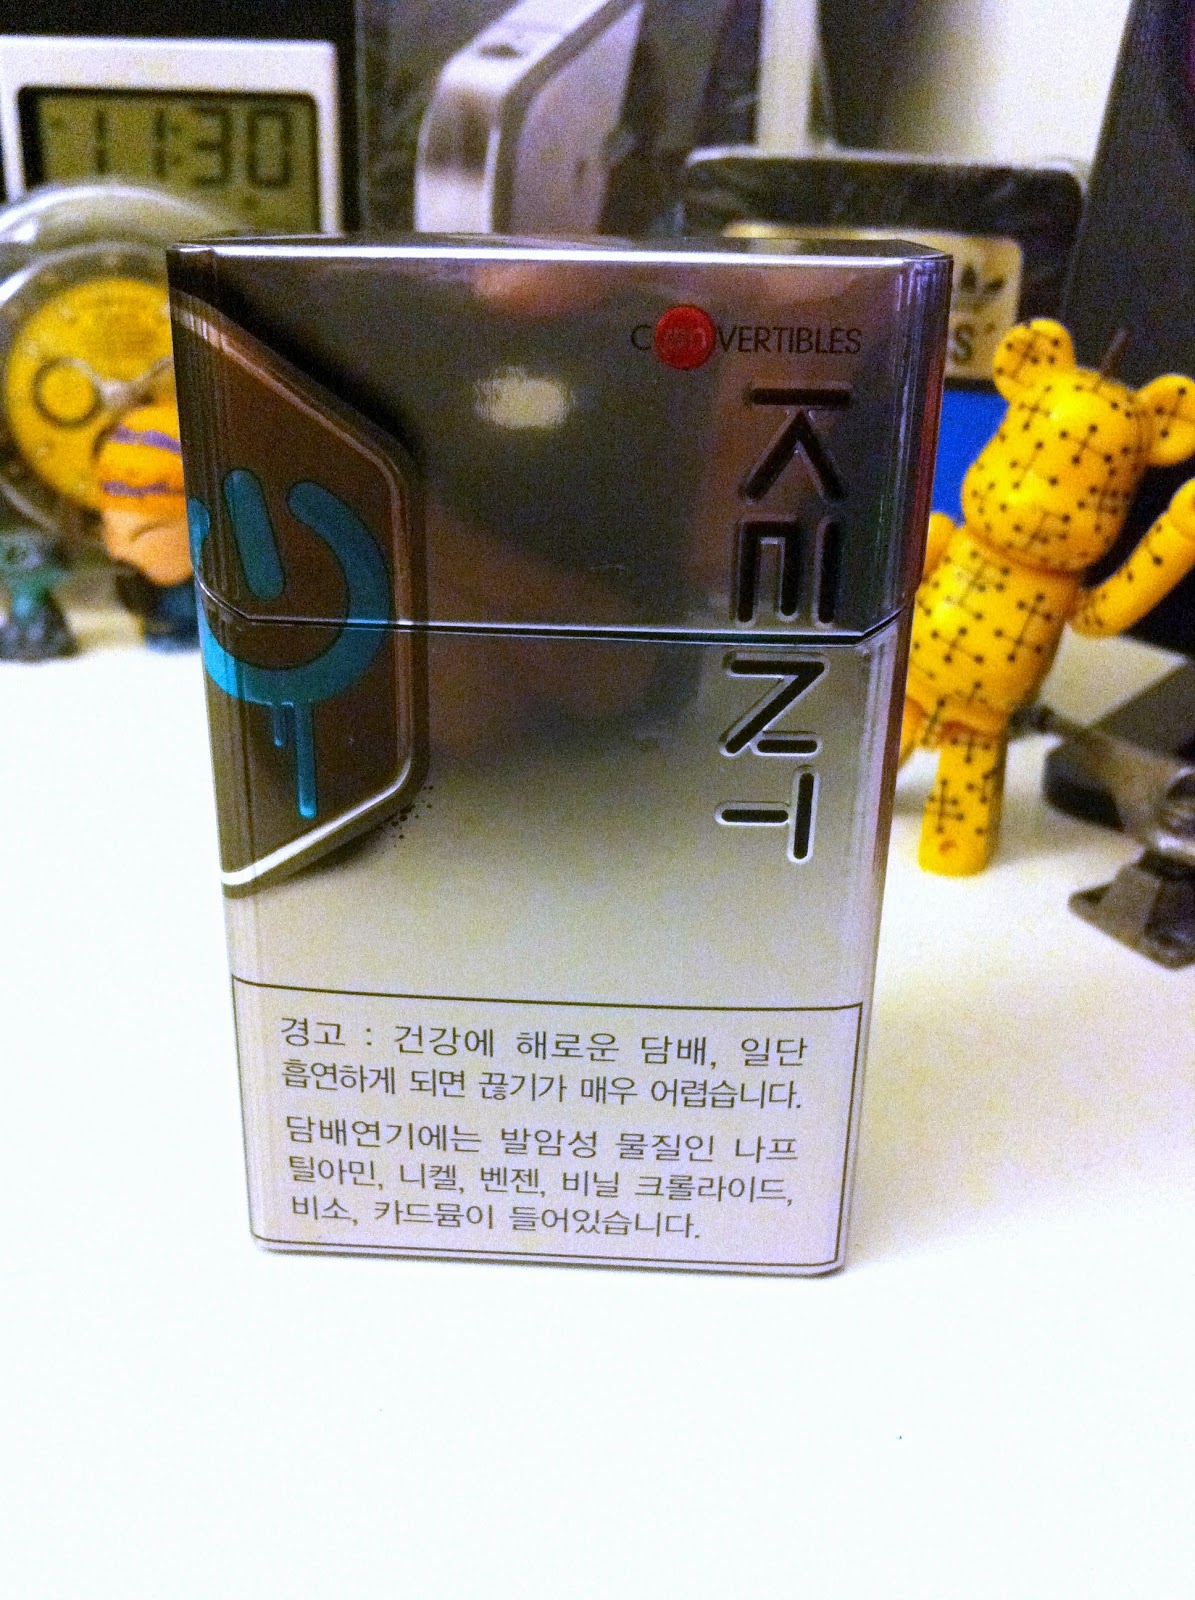 11:30
CONVERTIBLES
KENT
경고 : 건강에 해로운 담배, 일단
흡연하게 되면 끊기가 매우 어렵습니다.
담배연기에는 발암성 물질인 나프
틸아민, 니켈, 벤젠, 비닐 크롤라이드,
비소, 카드뮴이 들어있습니다.